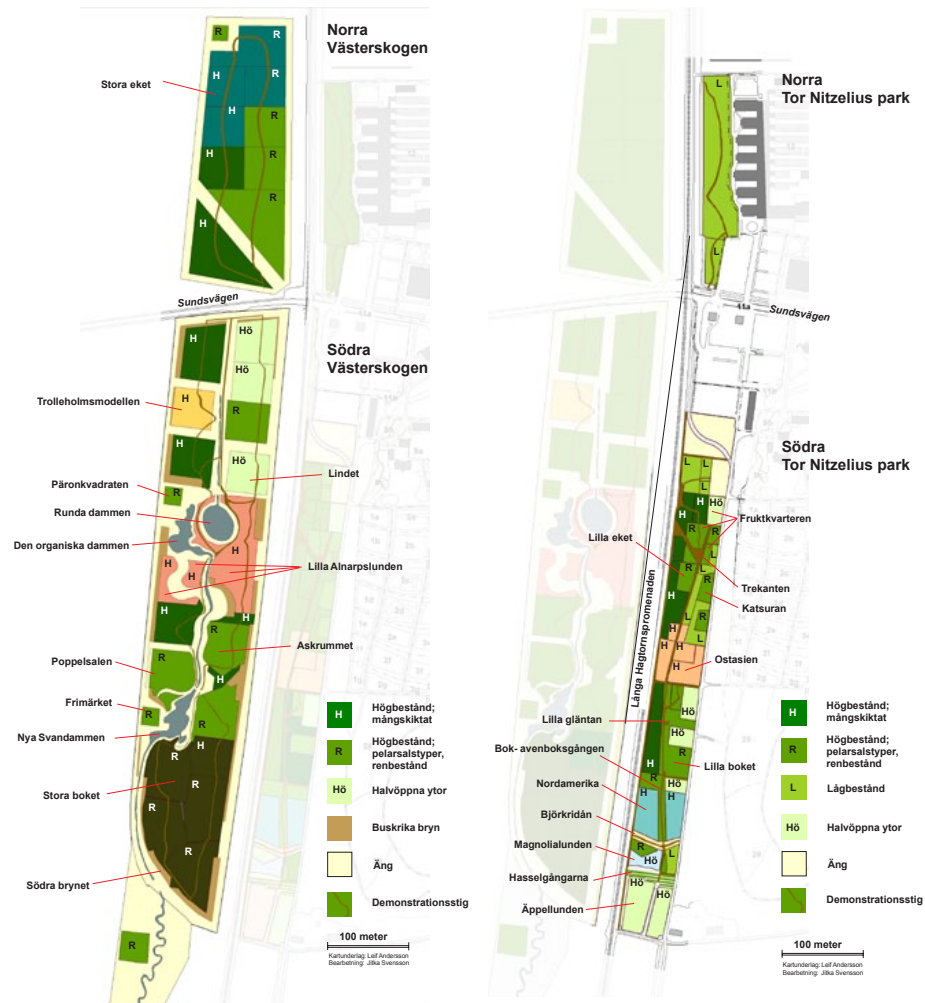 Norra
Västerskogen
R
R
H
R
H
R
H
R
R
H
Stora eket
Sundsvägen
Södra
Västerskogen
H
Hö
Hö
H
R
H
Hö
R
H
H
H
H
H
R
R
H
R
R
H
R
R
R
R
R
Trolleholmsmodellen
Lindet
Päronkvadraten
Runda dammen
Den organiska dammen
Lilla Alnarpslunden
Askrummet
Poppelsalen
Frimärket
Nya Svandammen
Stora boket
Södra brynet
H
Högbestånd;
mångskiktat
R
Högbestånd;
pelarsalstyper,
renbestånd
Hö
Halvöppna ytor
Buskrika bryn
Äng
Demonstrationsstig
100 meter
Kartunderlag: Leif Andersson
Bearbetning: Jitka Svensson
Norra
Tor Nitzelius park
L
L
Sundsvägen
Södra
Tor Nitzelius park
L
L
L
Hö
H
H
R
R
L
L
R
R
H
L
R
L
H
H
H
H
Hö
Hö
R
H
R
Hö
H
H
R
Hö
L
Hö
Hö
Fruktkvarteren
Lilla eket
Trekanten
Katsuran
Ostasien
Långa Hagtornspromenaden
Lilla gläntan
Bok- avenboksgången
Lilla boket
Nordamerika
Björkridån
Magnolialunden
Hasselgångarna
Äppellunden
H
Högbestånd;
mångskiktat
R
Högbestånd;
pelarsalstyper,
renbestånd
L
Lågbestånd
Hö
Halvöppna ytor
Äng
Demonstrationsstig
100 meter
Kartunderlag: Leif Andersson
Bearbetning: Jitka Svensson